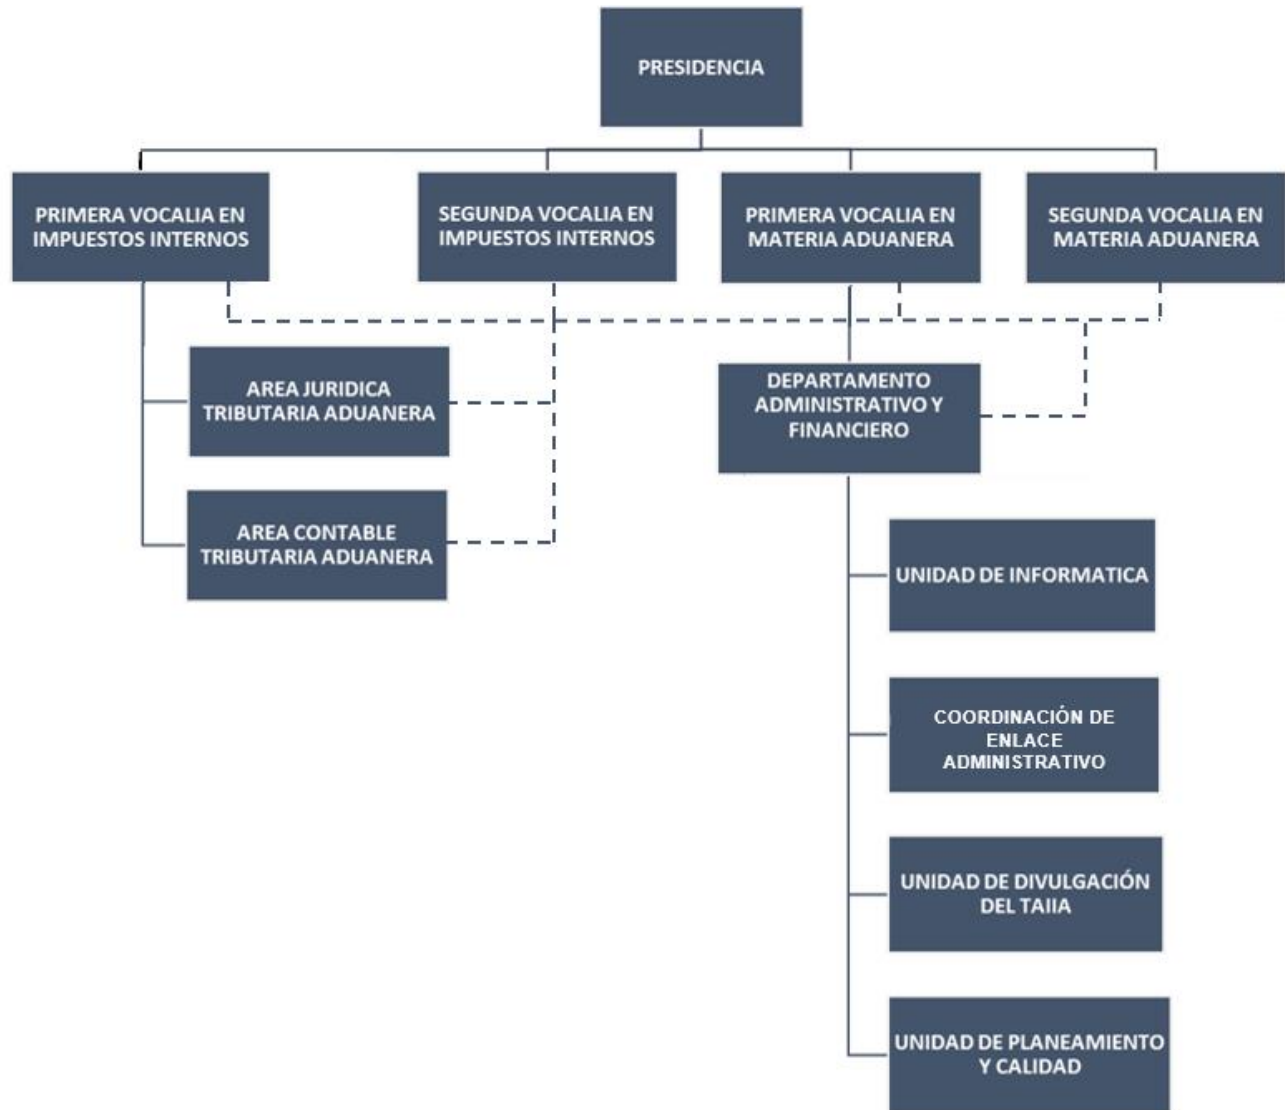 PRESIDENCIA
PRIMERA VOCALIA EN
IMPUESTOS INTERNOS
SEGUNDA VOCALIA EN
IMPUESTOS INTERNOS
PRIMERA VOCALIA EN
MATERIA ADUANERA
SEGUNDA VOCALIA EN
MATERIA ADUANERA
AREA JURIDICA
TRIBUTARIA ADUANERA
AREA CONTABLE
TRIBUTARIA ADUANERA
DEPARTAMENTO
ADMINISTRATIVO Y
FINANCIERO
UNIDAD DE INFORMATICA
COORDINACIÓN DE
ENLACE
ADMINISTRATIVO
UNIDAD DE DIVULGACIÓN
DEL TAIIA
UNIDAD DE PLANEAMIENTO
Y CALIDAD